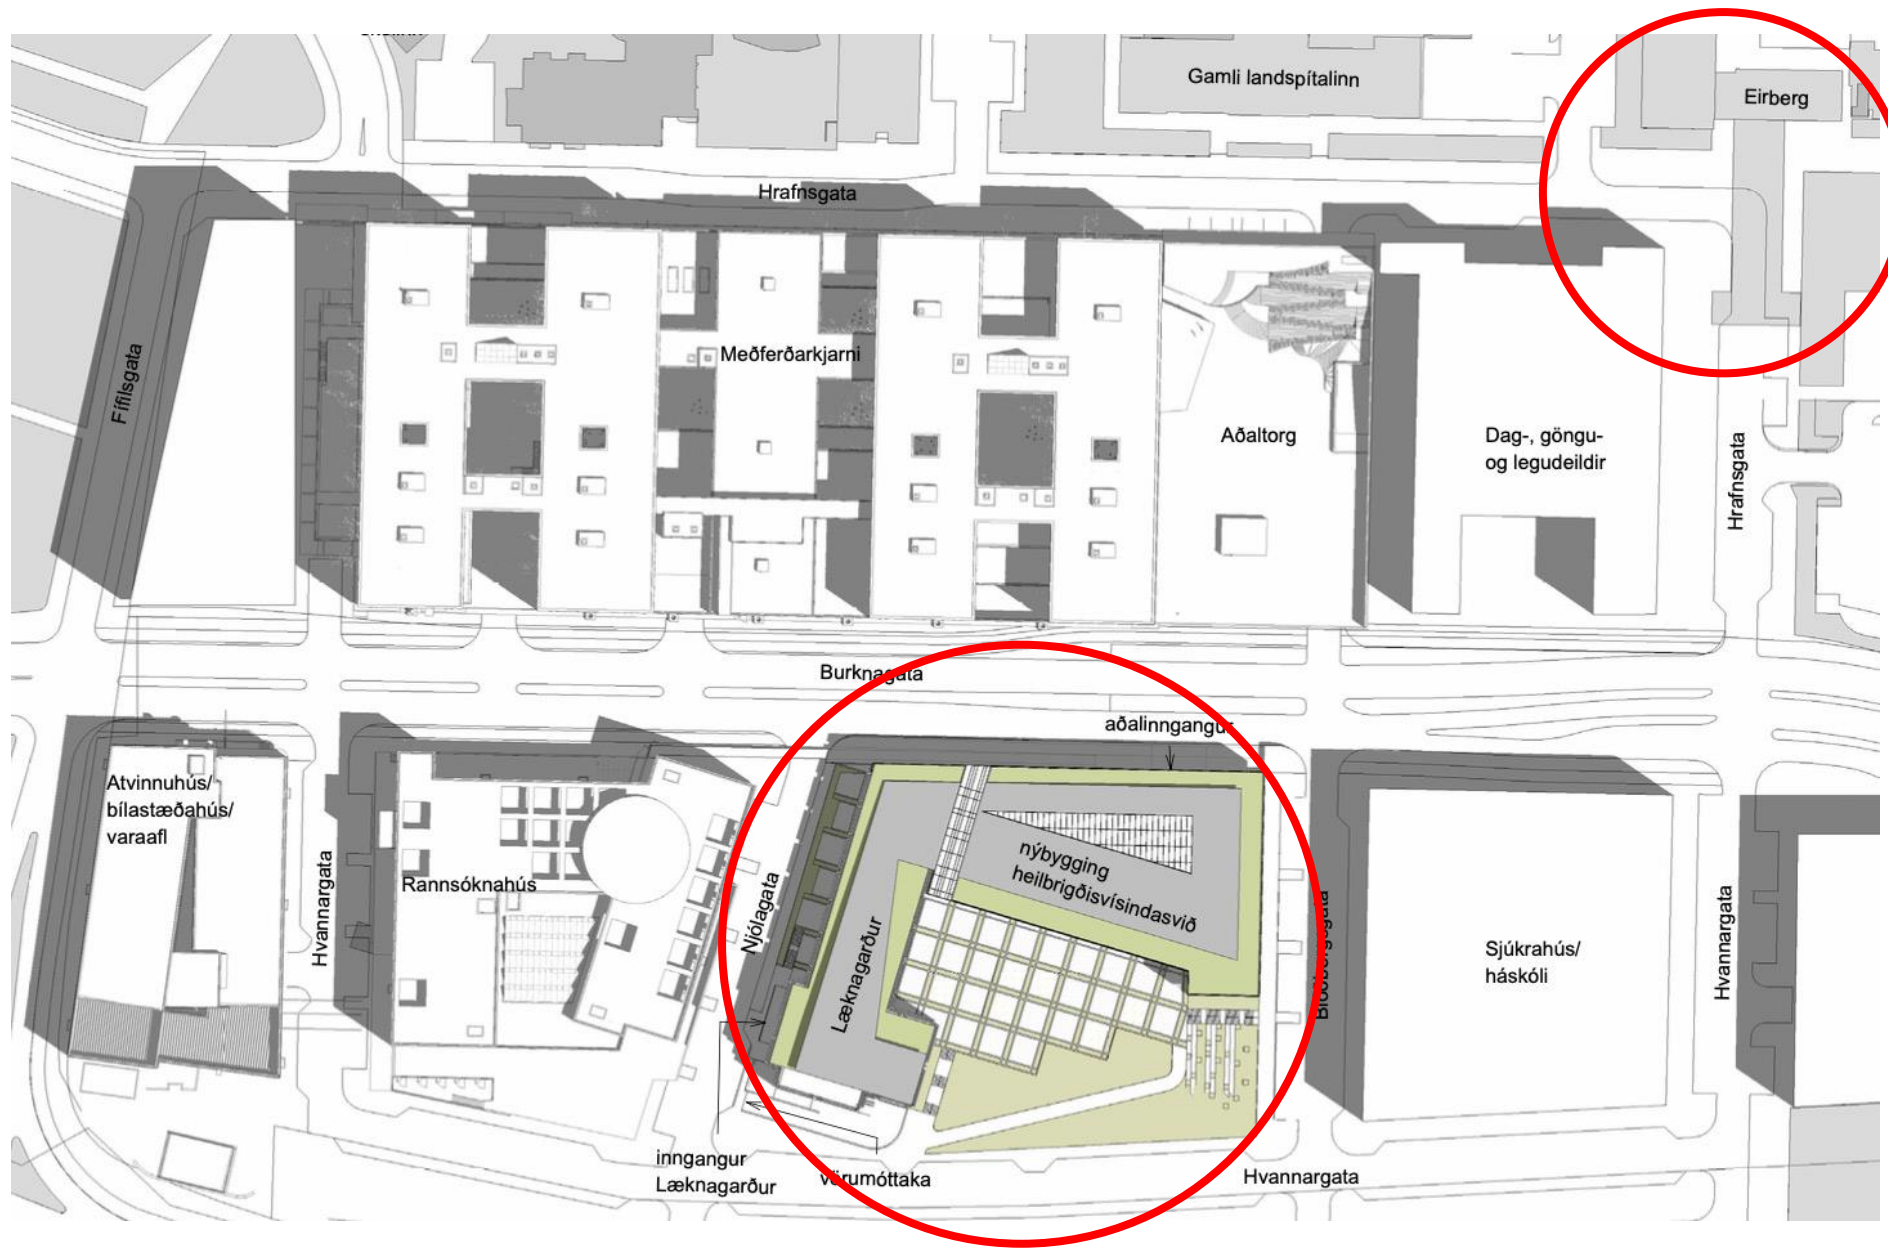 Gamli landspítalinn
Eirberg
Hrafnsgata
Fífilsgata
Meðferðarkjarni
Aðaltorg
Dag-, göngu-
og legudeildir
Hrafnsgata
Burknagata
aðalinngangur
Atvinnuhús/
bílastæðahús/
varaafl
Hvannargata
Rannsóknahús
Njólagata
Læknagarður
nýbygging
heilbrigðisvísindasvið
Sjúkrahús/
háskóli
Hvannargata
inngangur
Læknagarður
vörumóttaka
Hvannargata